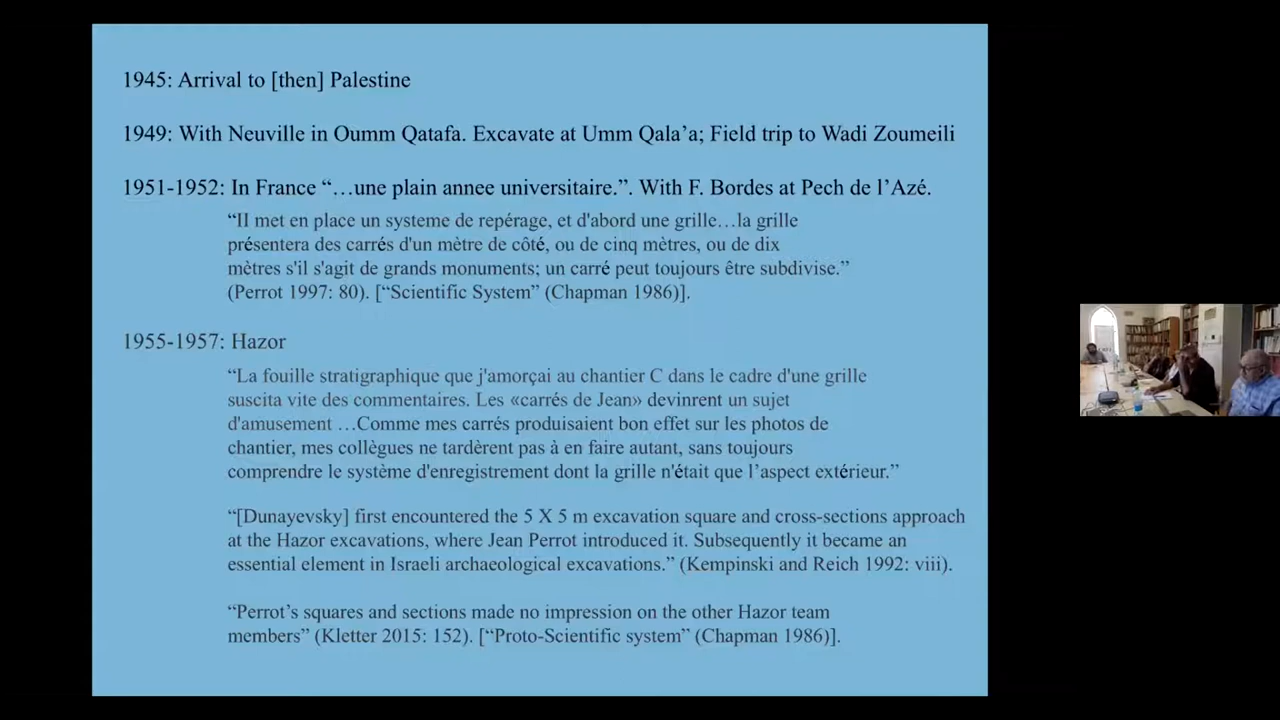 1945: Arrival to [then] Palestine
1949: With Neuville in Oumm Qatafa. Excavate at Umm Qala’a; Field trip to Wadi Zoumeili
1951-1952: In France “…une plain annee universitaire.”. With F. Bordes at Pech de l’Azé.
“Il met en place un systeme de repérage, et d'abord une grille…la grille
présentera des carrés d'un mètre de côté, ou de cinq mètres, ou de dix
mètres s'il s'agit de grands monuments; un carré peut toujours être subdivise.”
(Perrot 1997: 80). [“Scientific System” (Chapman 1986)].
1955-1957: Hazor
“La fouille stratigraphique que j'amorçai au chantier C dans le cadre d'une grille
suscita vite des commentaires. Les «carrés de Jean» devinrent un sujet
d'amusement …Comme mes carrés produisaient bon effet sur les photos de
chantier, mes collègues ne tardèrent pas à en faire autant, sans toujours
comprendre le système d'enregistrement dont la grille n'était que l’aspect extérieur.”
“[Dunayevsky] first encountered the 5 X 5 m excavation square and cross-sections approach
at the Hazor excavations, where Jean Perrot introduced it. Subsequently it became an
essential element in Israeli archaeological excavations.” (Kempinski and Reich 1992: viii).
“Perrot’s squares and sections made no impression on the other Hazor team
members” (Kletter 2015: 152). [“Proto-Scientific system” (Chapman 1986)].